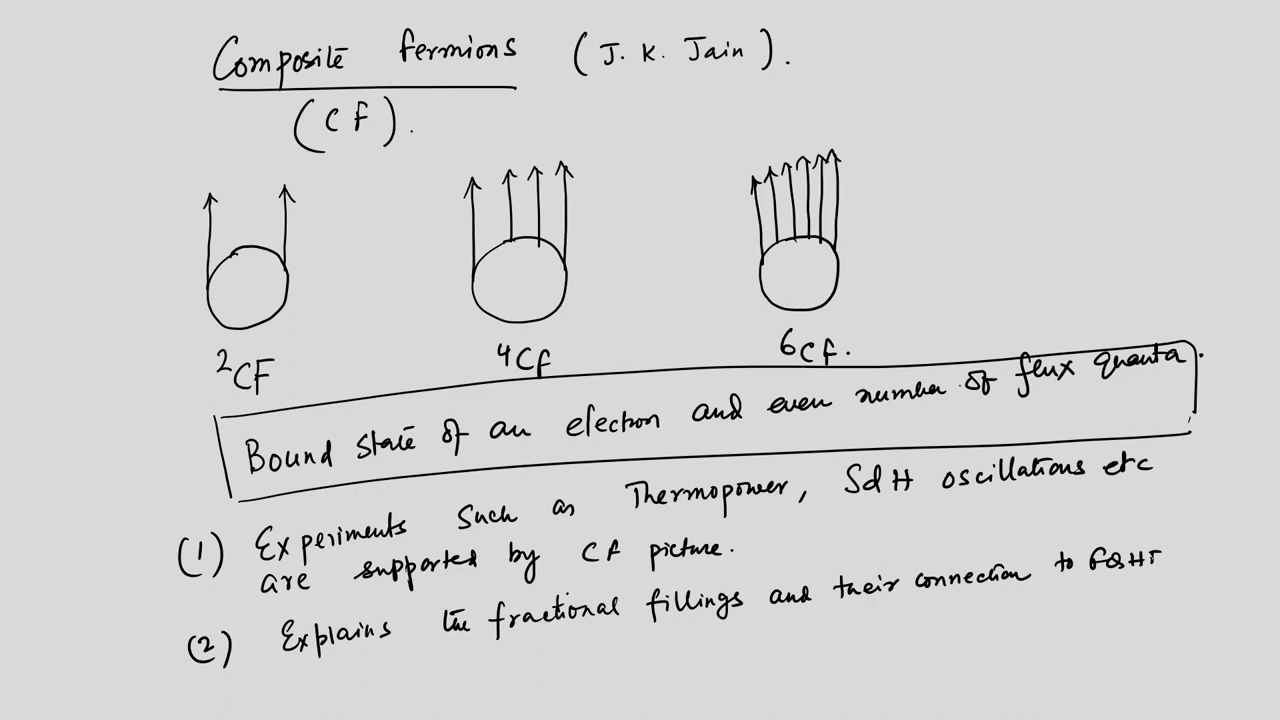 Composite fermions (J. K. Jain).
(CF).
²CF ⁴CF ⁶CF.
Bound state of an electron and even number of flux quanta.
(1) Experiments such as Thermopower, SdH oscillations etc
are supported by CF picture.
(2) Explains the fractional fillings and their connection to